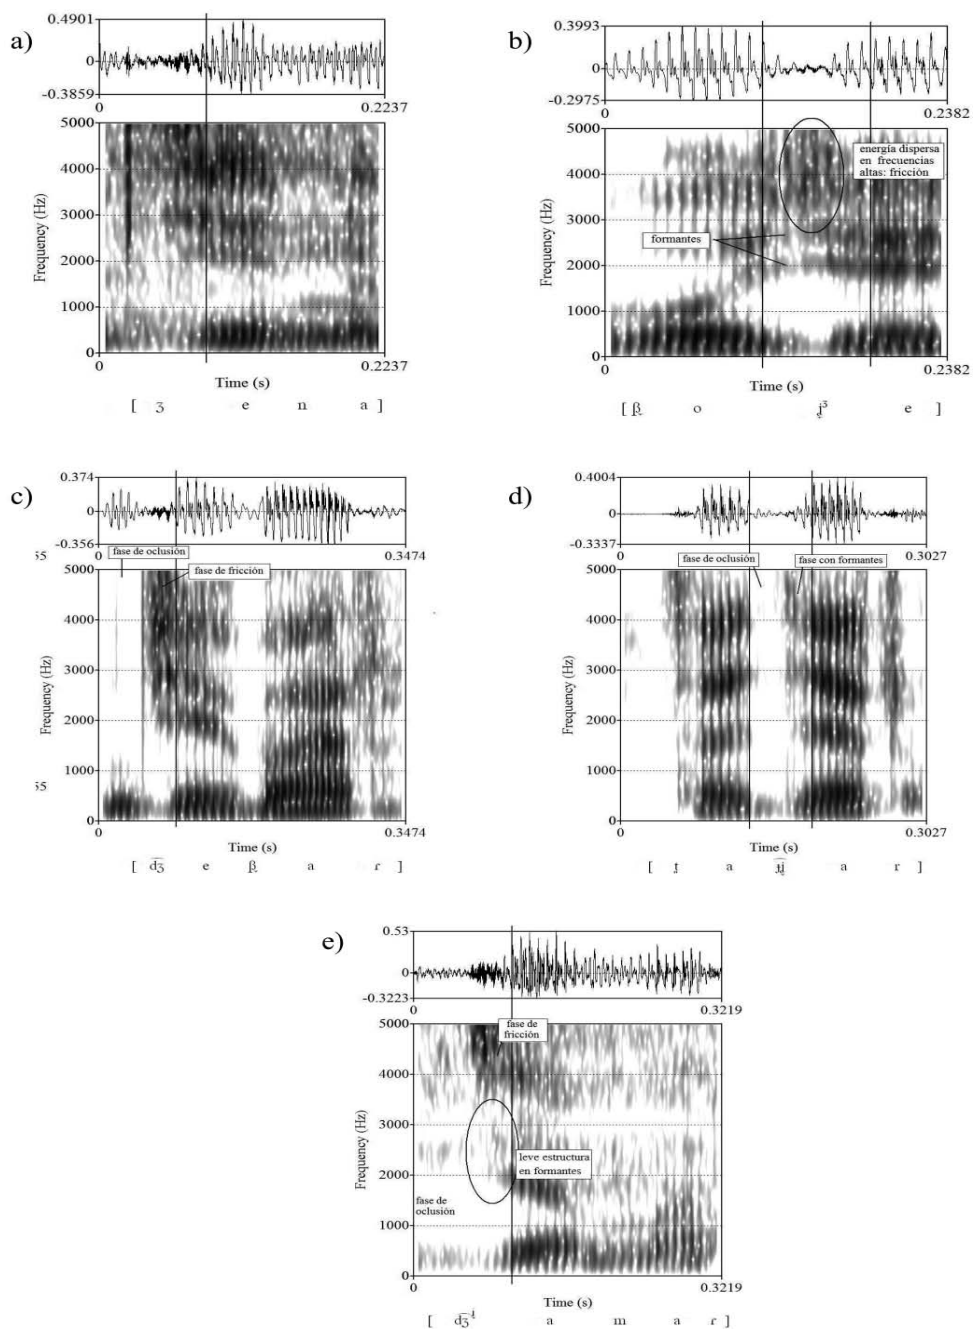 a)
0.4901
0
-0.3859
0
0.2237
5000
4000
3000
2000
1000
0
Frequency (Hz)
0
0.2237
Time (s)
[ ʒ e n a ]
b)
0.3993
0
-0.2975
0
0.2382
5000
4000
3000
2000
1000
0
Frequency (Hz)
energía dispersa
en frecuencias
altas: fricción
formantes
0
0.2382
Time (s)
[ β̞ o ʝ̞ᶾ e ]
c)
0.374
0
-0.356
0
0.3474
55
fase de oclusión
fase de fricción
5000
4000
3000
2000
1000
0
Frequency (Hz)
55
0
0.3474
Time (s)
[ d͡ʒ e β̞ a ɾ ]
d)
0.4004
0
-0.3337
0
0.3027
fase de oclusión
fase con formantes
5000
4000
3000
2000
1000
0
Frequency (Hz)
0
0.3027
Time (s)
e)
0.53
0
-0.3223
0
0.3219
fase de
fricción
5000
4000
3000
2000
1000
0
Frequency (Hz)
leve estructura
en formantes
fase de
oclusión
0
0.3219
Time (s)
a m a ɾ ]